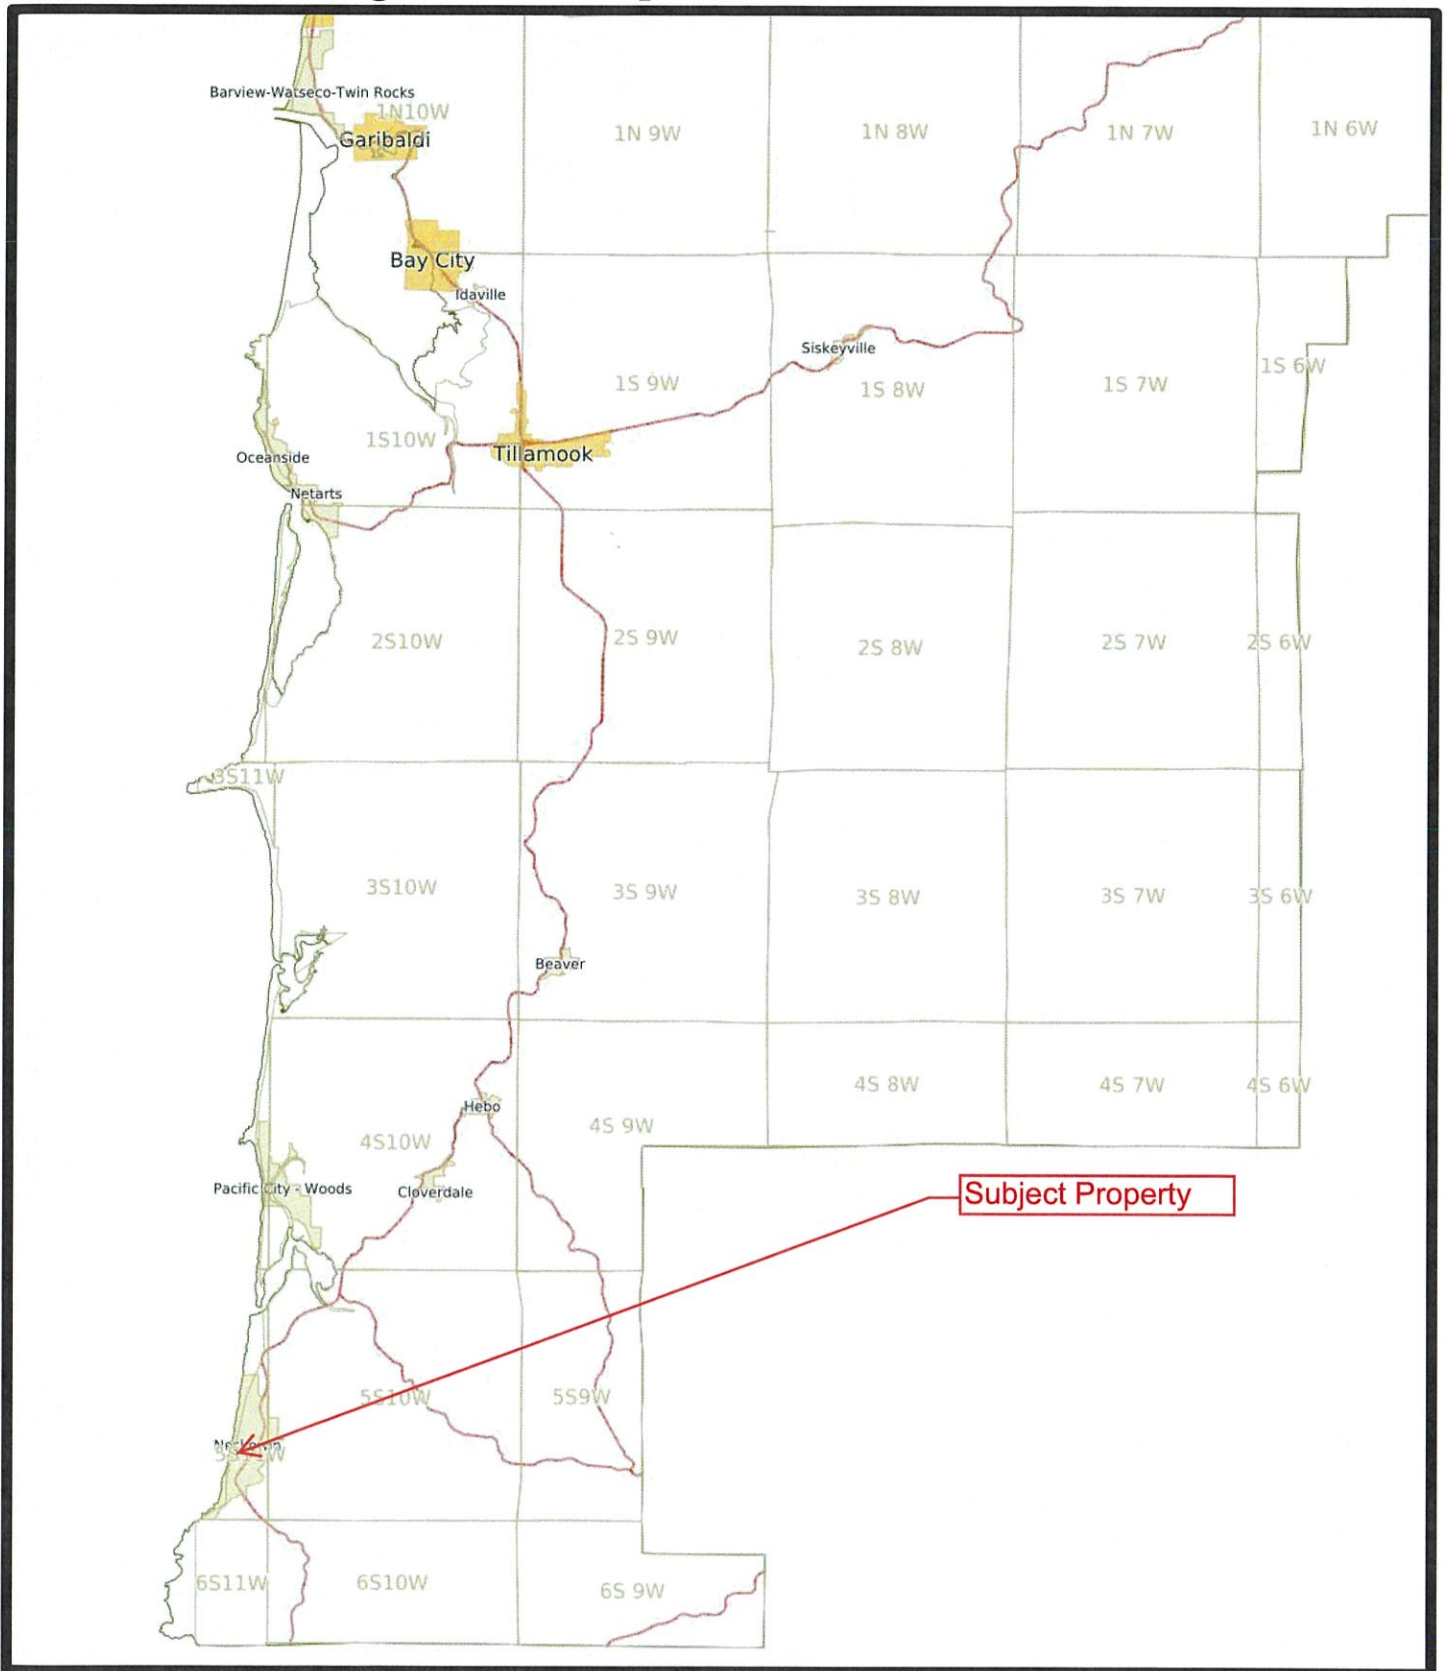 Barview-Watseco-Twin Rocks
1N10W
Garibaldi
1N 9W
1N 8W
1N 7W
1N 6W
Bay City
Idaville
Siskeyville
1S 9W
1S 8W
1S 7W
1S 6W
1S10W
Oceanside
Tillamook
Netarts
2S10W
2S 9W
2S 8W
2S 7W
2S 6W
3S11W
3S10W
3S 9W
3S 8W
3S 7W
3S 6W
Beaver
Hebo
4S10W
4S 9W
4S 8W
4S 7W
4S 6W
Pacific City - Woods
Cloverdale
Subject Property
5S10W
5S9W
5S11W
6S11W
6S10W
6S 9W